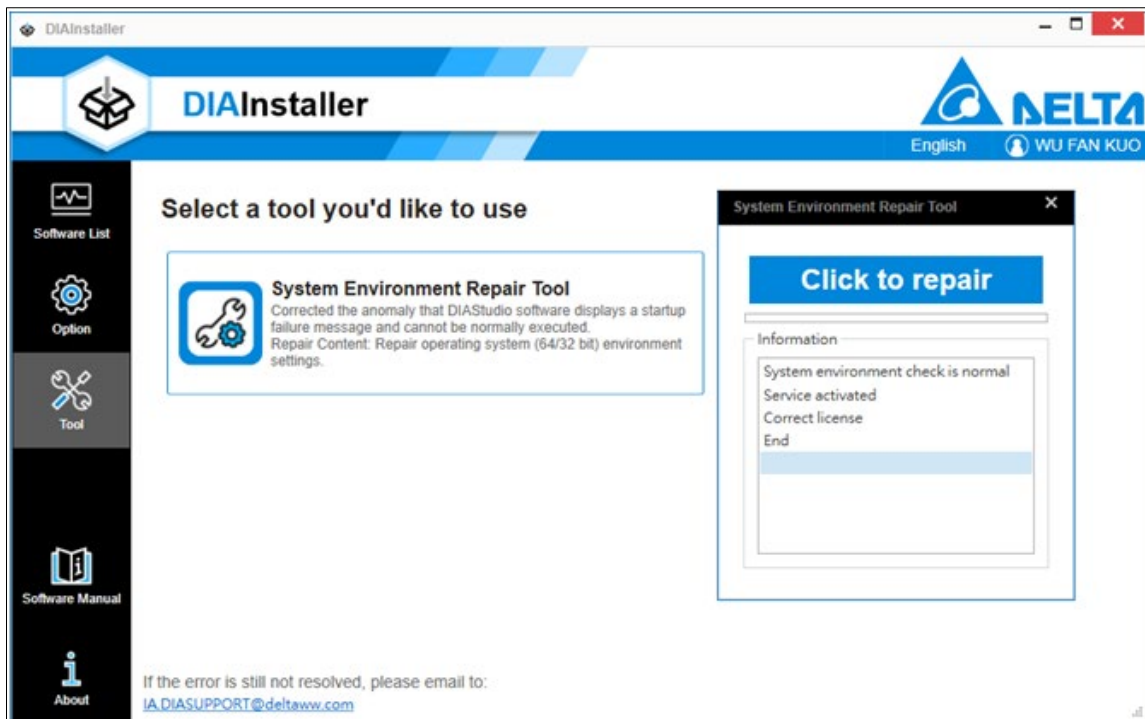 DIAInstaller
DIAInstaller
DELTA
English
WU FAN KUO
Software List
Option
Tool
Software Manual
About
Select a tool you'd like to use
System Environment Repair Tool
Corrected the anomaly that DIAStudio software displays a startup
failure message and cannot be normally executed.
Repair Content: Repair operating system (64/32 bit) environment
settings.
System Environment Repair Tool
Click to repair
Information
System environment check is normal
Service activated
Correct license
End
If the error is still not resolved, please email to:
IA.DIASUPPORT@deltaww.com